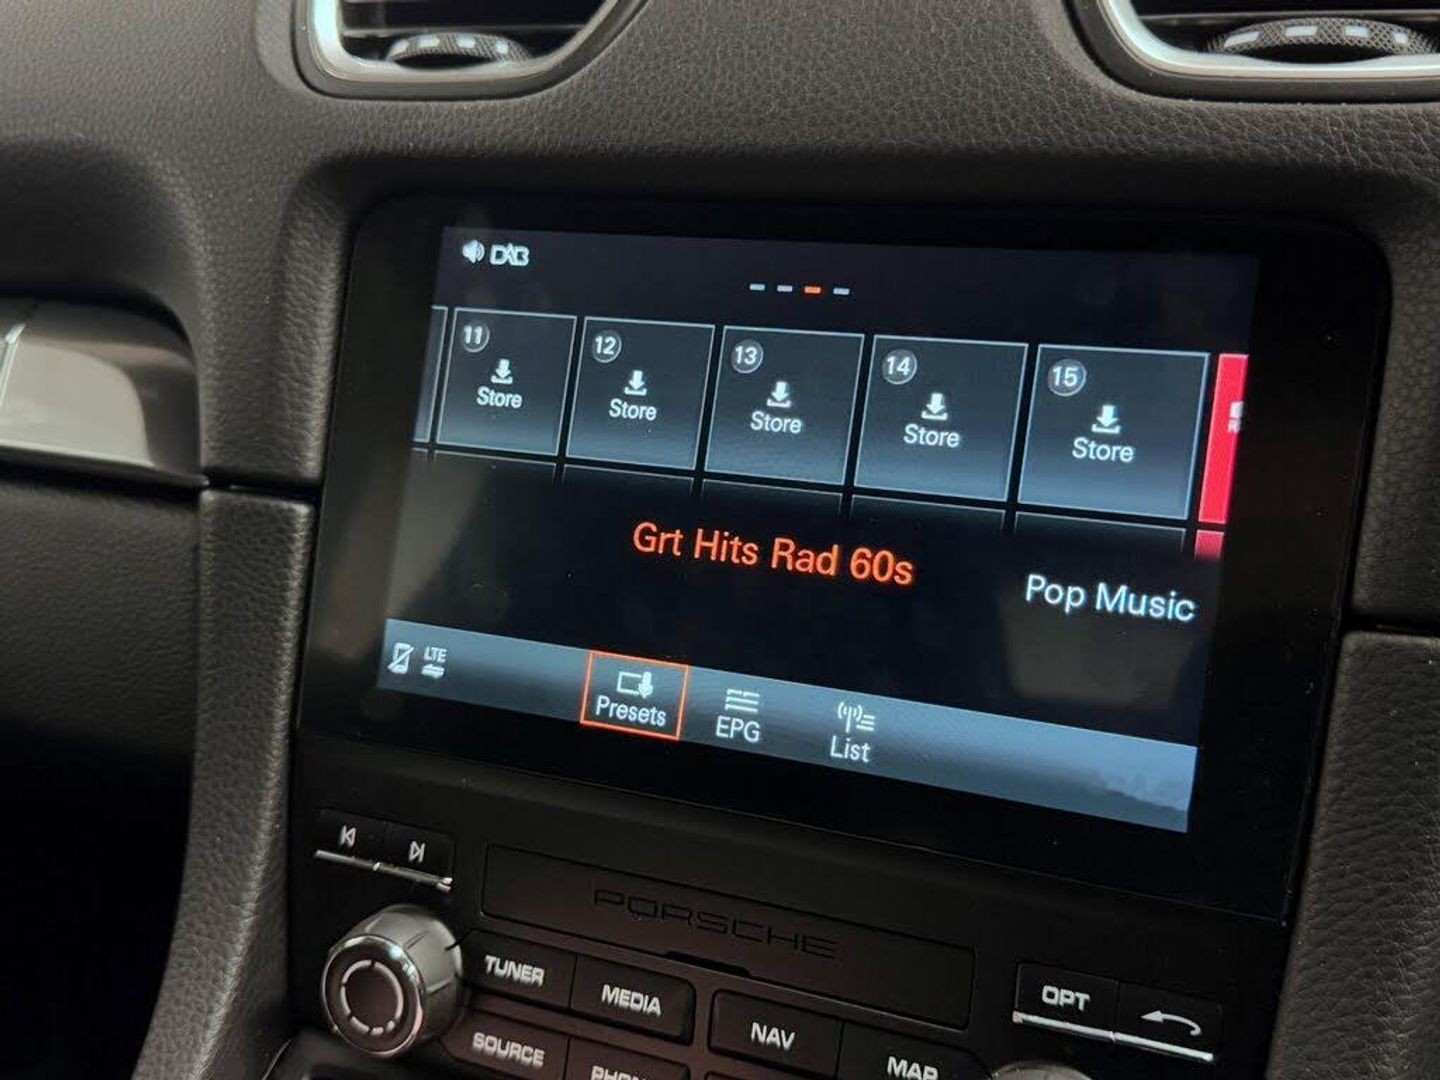 DAB
11
Store
12
Store
13
Store
14
Store
15
Store
Grt Hits Rad 60s
Pop Music
LTE
Presets
EPG
List
PORSCHE
TUNER
MEDIA
NAV
OPT
SOURCE
MAP